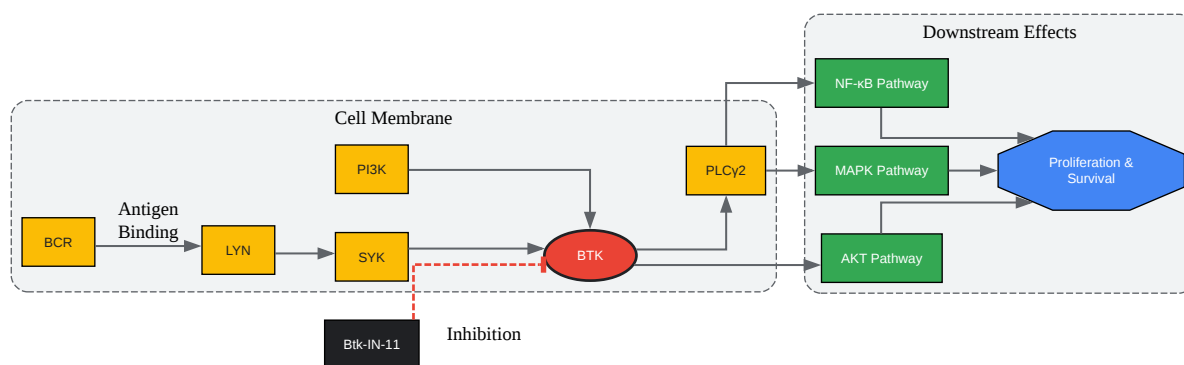 Downstream Effects
NF-κB Pathway
Cell Membrane
PI3K
PLCγ2
MAPK Pathway
Proliferation &
Survival
Antigen
Binding
BCR
LYN
SYK
BTK
AKT Pathway
Btk-IN-11
Inhibition